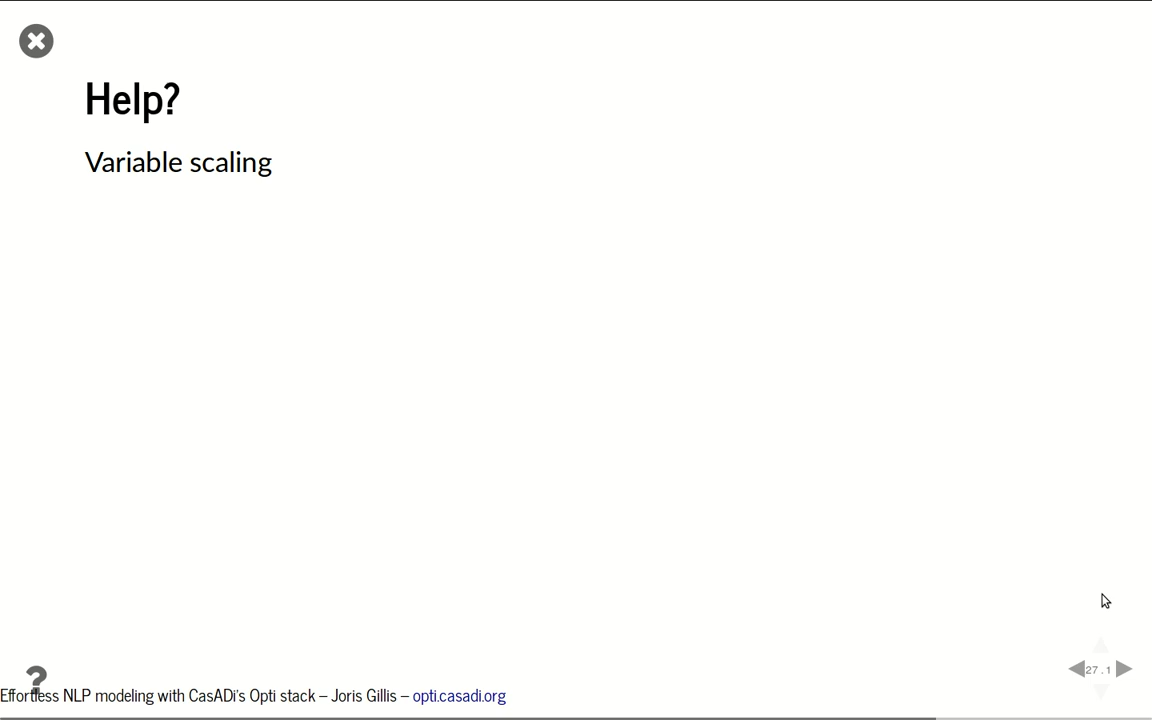 Help?
Variable scaling
27.1
?
Effortless NLP modeling with CasADi's Opti stack – Joris Gillis – opti.casadi.org